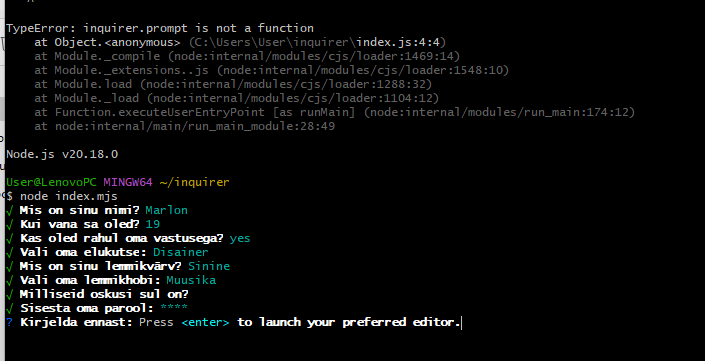 TypeError: inquirer.prompt is not a function
at Object.<anonymous> (C:\Users\User\inquirer\index.js:4:4)
at Module._compile (node:internal/modules/cjs/loader:1469:14)
at Module._extensions..js (node:internal/modules/cjs/loader:1548:10)
at Module.load (node:internal/modules/cjs/loader:1288:32)
at Module._load (node:internal/modules/cjs/loader:1104:12)
at Function.executeUserEntryPoint [as runMain] (node:internal/modules/run_main:174:12)
at node:internal/main/run_main_module:28:49
Node.js v20.18.0
User@LenovoPC MINGW64 ~/inquirer
$ node index.mjs
√ Mis on sinu nimi? Marlon
√ Kui vana sa oled? 19
√ Kas oled rahul oma vastusega? yes
√ Vali oma elukutse: Disainer
√ Mis on sinu lemmikvärv? Sinine
√ Vali oma lemmikhobi: Muusika
√ Milliseid oskusi sul on?
√ Sisesta oma parool: ****
? Kirjelda ennast: Press <enter> to launch your preferred editor.